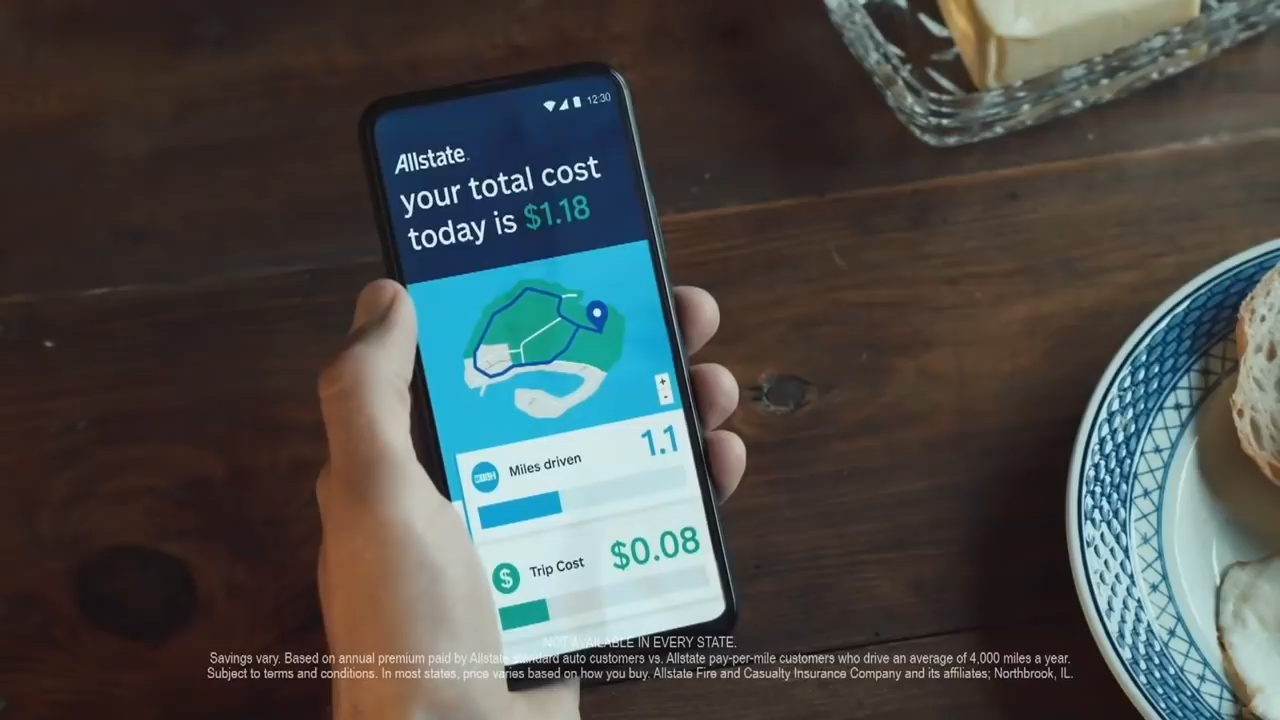 12:30
Allstate.
your total cost
today is $1.18
+
-
Miles driven
1.1
$
Trip Cost
$0.08
NOT AVAILABLE IN EVERY STATE.
Savings vary. Based on annual premium paid by Allstate standard auto customers vs. Allstate pay-per-mile customers who drive an average of 4,000 miles a year.
Subject to terms and conditions. In most states, price varies based on how you buy. Allstate Fire and Casualty Insurance Company and its affiliates; Northbrook, IL.